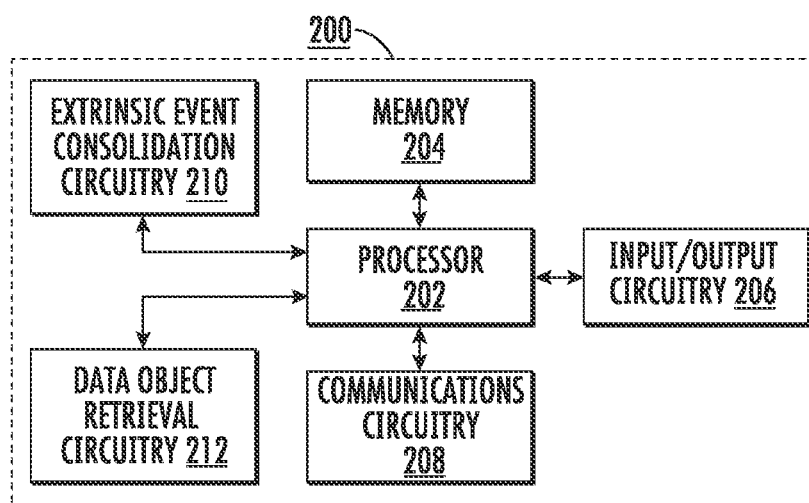 200
EXTRINSIC EVENT
CONSOLIDATION
CIRCUITRY 210
MEMORY
204
PROCESSOR
202
INPUT/OUTPUT
CIRCUITRY 206
DATA OBJECT
RETRIEVAL
CIRCUITRY 212
COMMUNICATIONS
CIRCUITRY
208